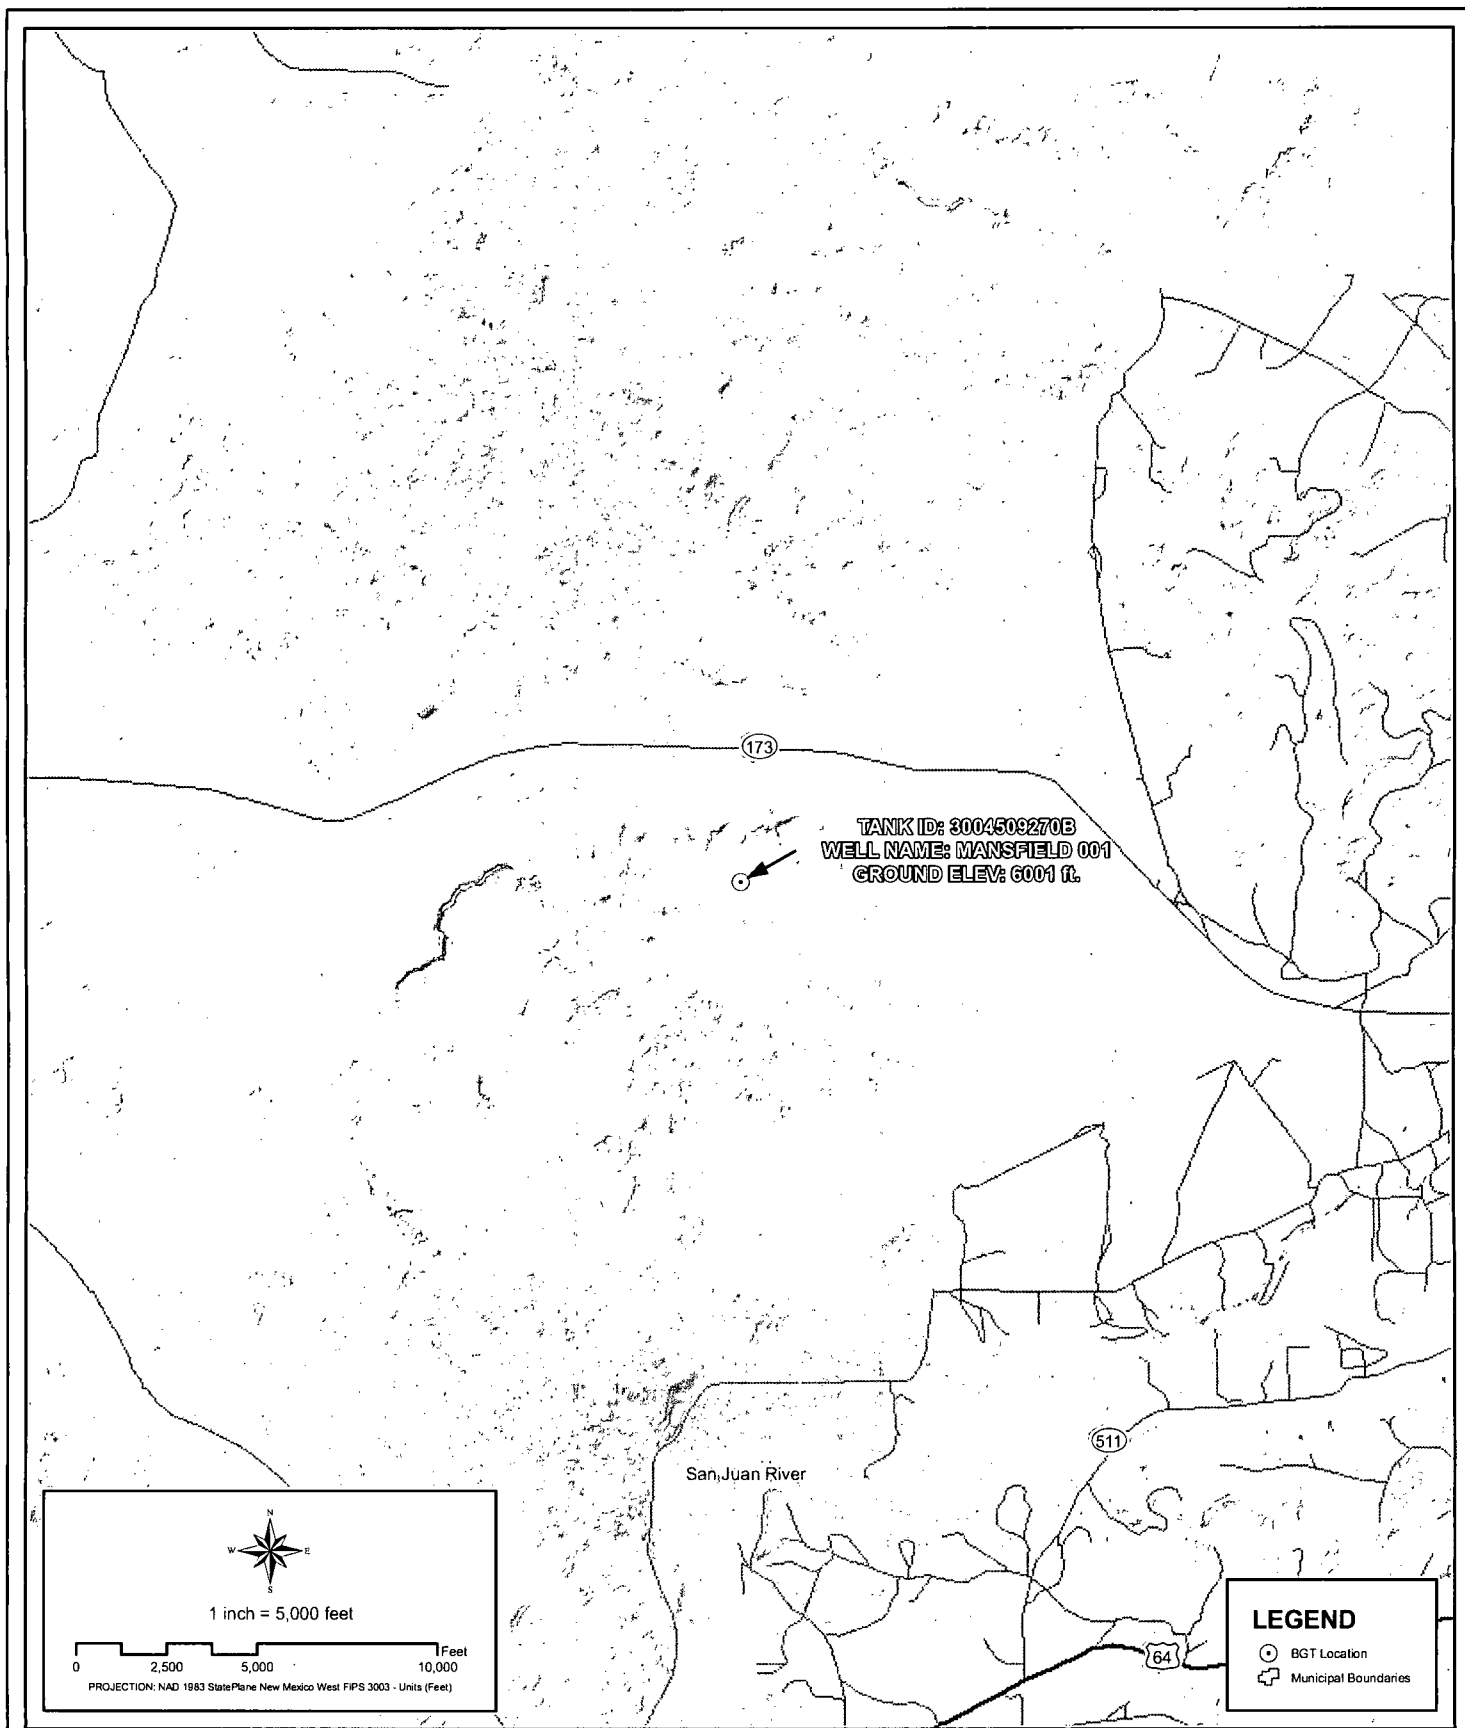 173
TANK ID: 3004509270B
WELL NAME: MANSFIELD 001
GROUND ELEV: 6001 ft.
511
San Juan River
N
W E
S
1 inch = 5,000 feet
Feet
0 2,500 5,000 10,000
PROJECTION: NAD 1983 StatePlane New Mexico West FIPS 3003 - Units (Feet)
64
LEGEND
BGT Location
Municipal Boundaries